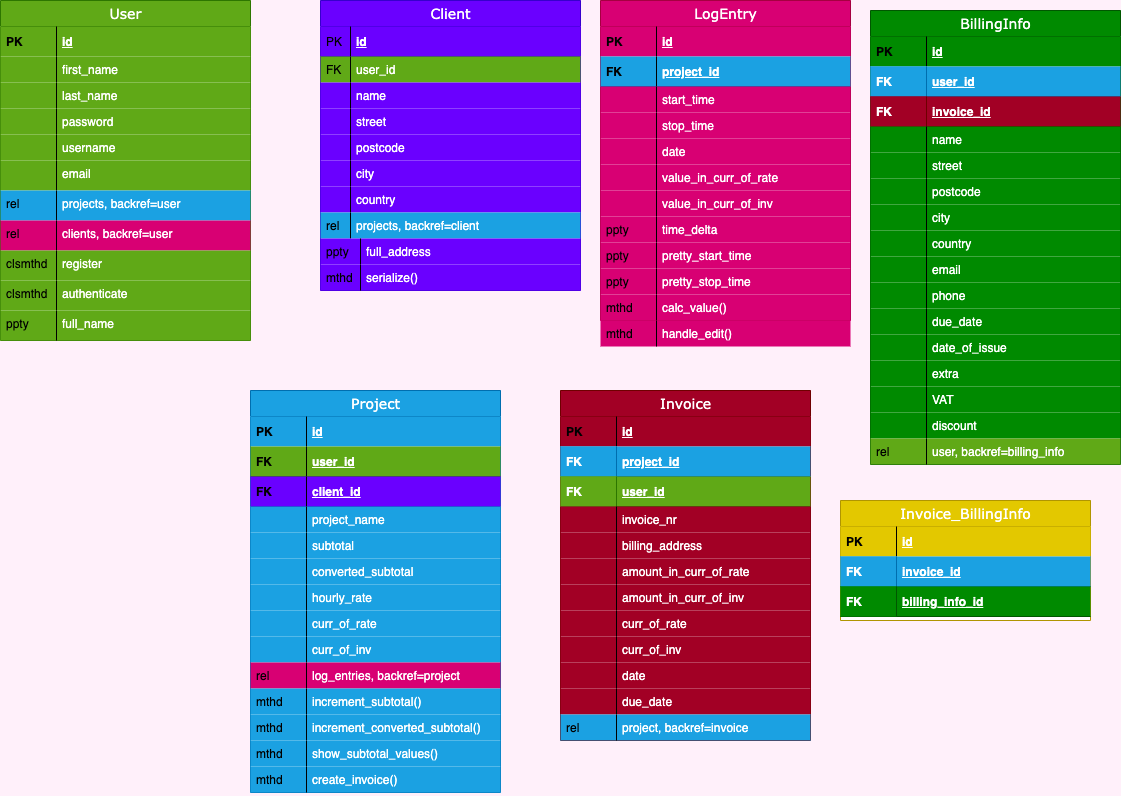 User
PK id
first_name
last_name
password
username
email
rel projects, backref=user
rel clients, backref=user
clsmthd register
clsmthd authenticate
ppty full_name
Client
PK id
FK user_id
name
street
postcode
city
country
rel projects, backref=client
ppty full_address
mthd serialize()
LogEntry
PK id
FK project_id
start_time
stop_time
date
value_in_curr_of_rate
value_in_curr_of_inv
ppty time_delta
ppty pretty_start_time
ppty pretty_stop_time
mthd calc_value()
mthd handle_edit()
BillingInfo
PK id
FK user_id
FK invoice_id
name
street
postcode
city
country
email
phone
due_date
date_of_issue
extra
VAT
discount
rel user, backref=billing_info
Project
PK id
FK user_id
FK client_id
project_name
subtotal
converted_subtotal
hourly_rate
curr_of_rate
curr_of_inv
rel log_entries, backref=project
mthd increment_subtotal()
mthd increment_converted_subtotal()
mthd show_subtotal_values()
mthd create_invoice()
Invoice
PK id
FK project_id
FK user_id
invoice_nr
billing_address
amount_in_curr_of_rate
amount_in_curr_of_inv
curr_of_rate
curr_of_inv
date
due_date
rel project, backref=invoice
Invoice_BillingInfo
PK id
FK invoice_id
FK billing_info_id